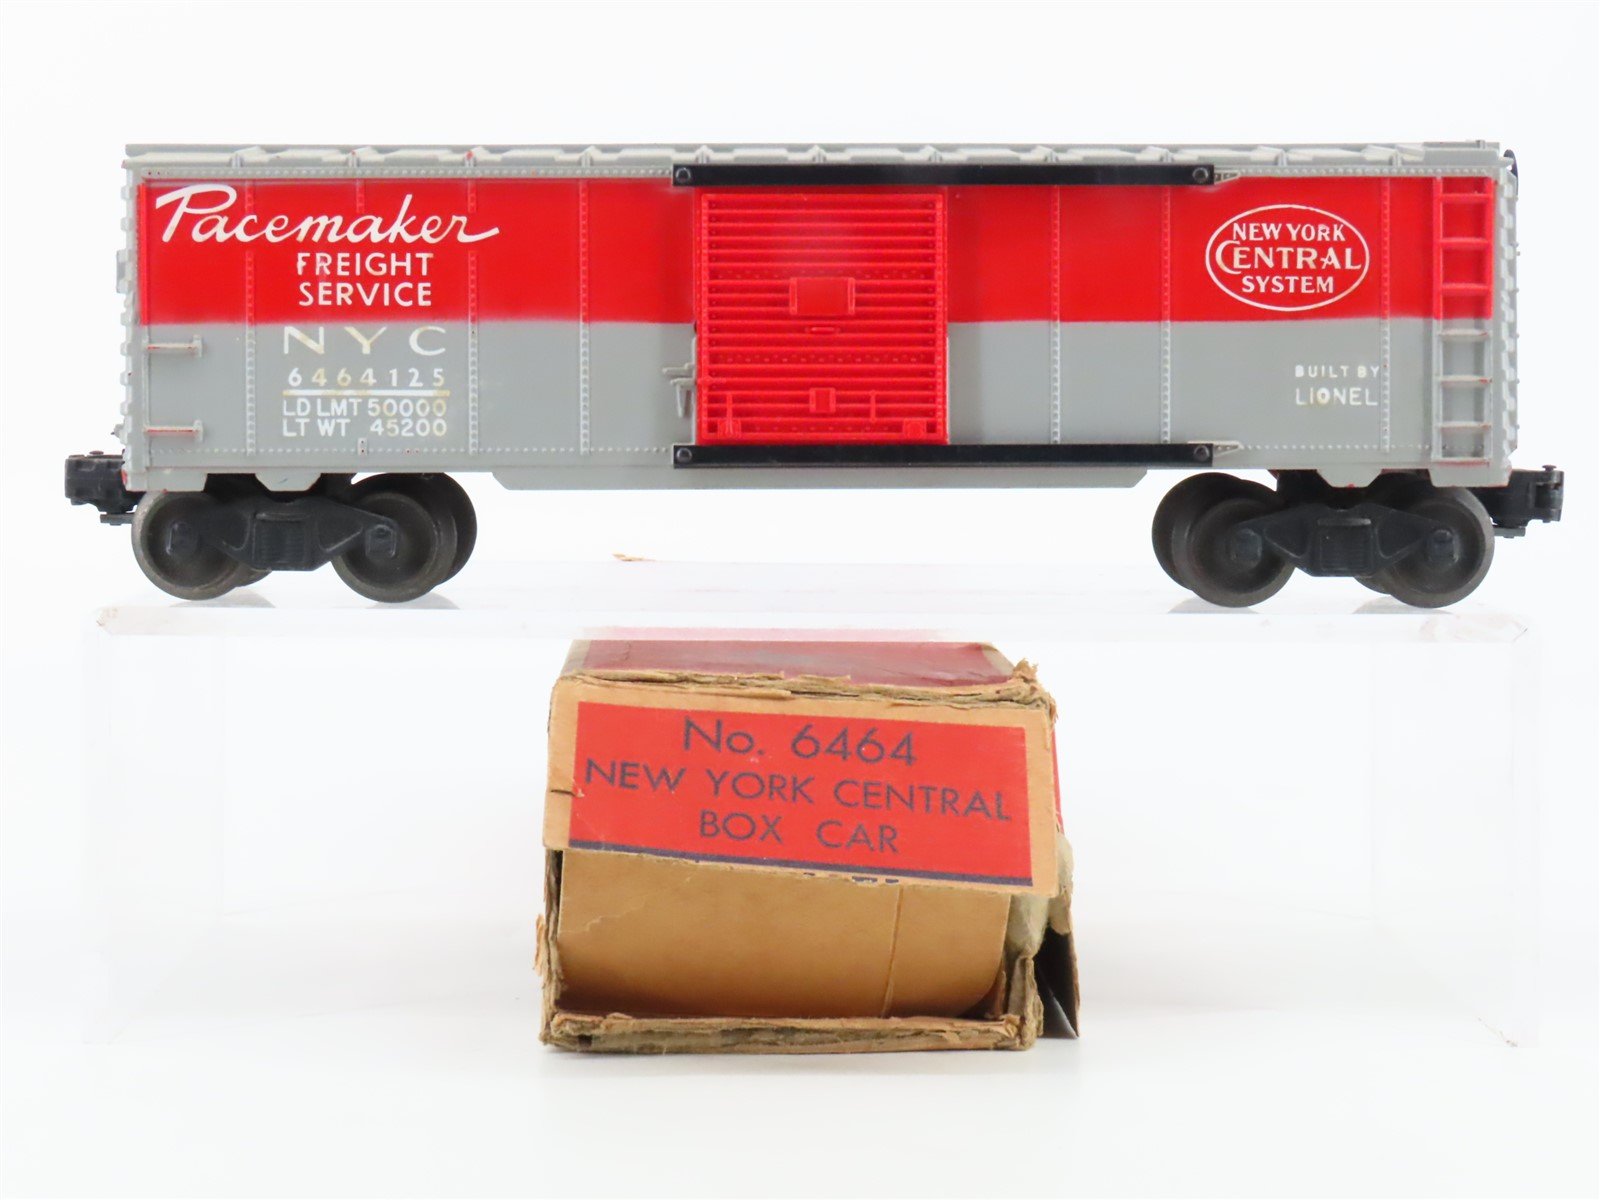 Pacemaker
FREIGHT
SERVICE
NYC
6464125
LD LMT 50000
LT WT 45200
NEW YORK
CENTRAL
SYSTEM
BUILT BY
LIONEL
No. 6464
NEW YORK CENTRAL
BOX CAR